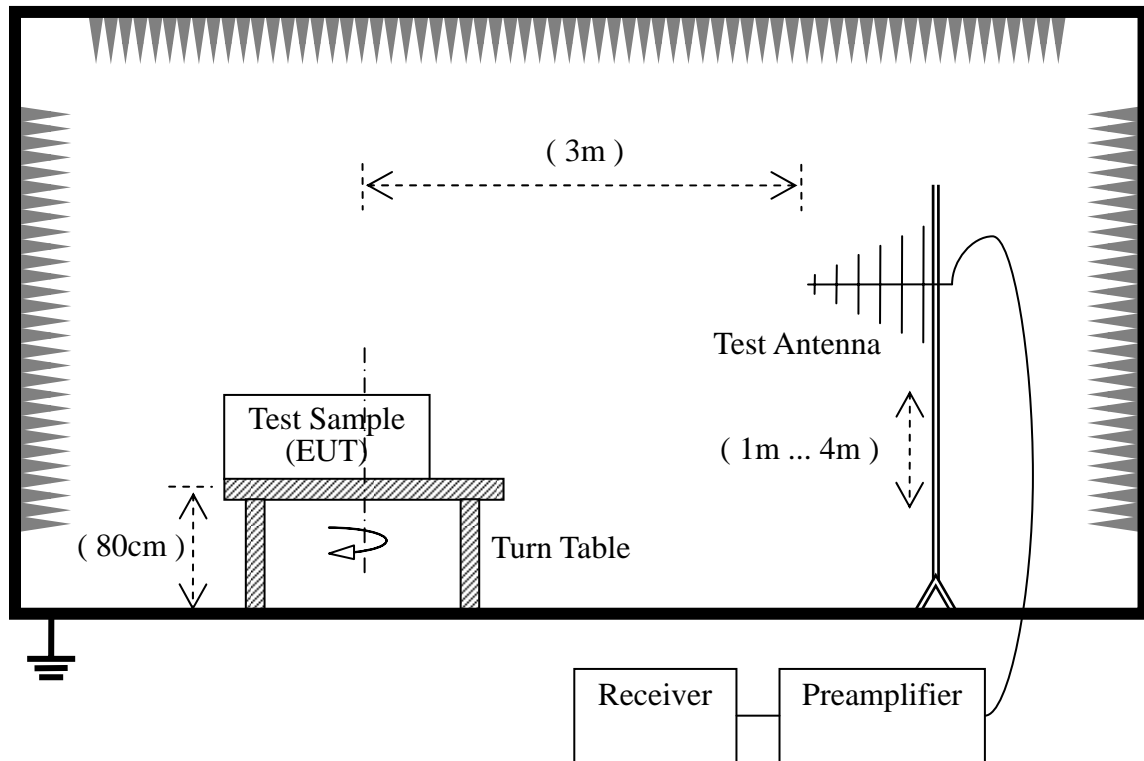 ( 3m )
Test Antenna
Test Sample
(EUT)
( 1m ... 4m )
( 80cm )
Turn Table
Receiver
Preamplifier